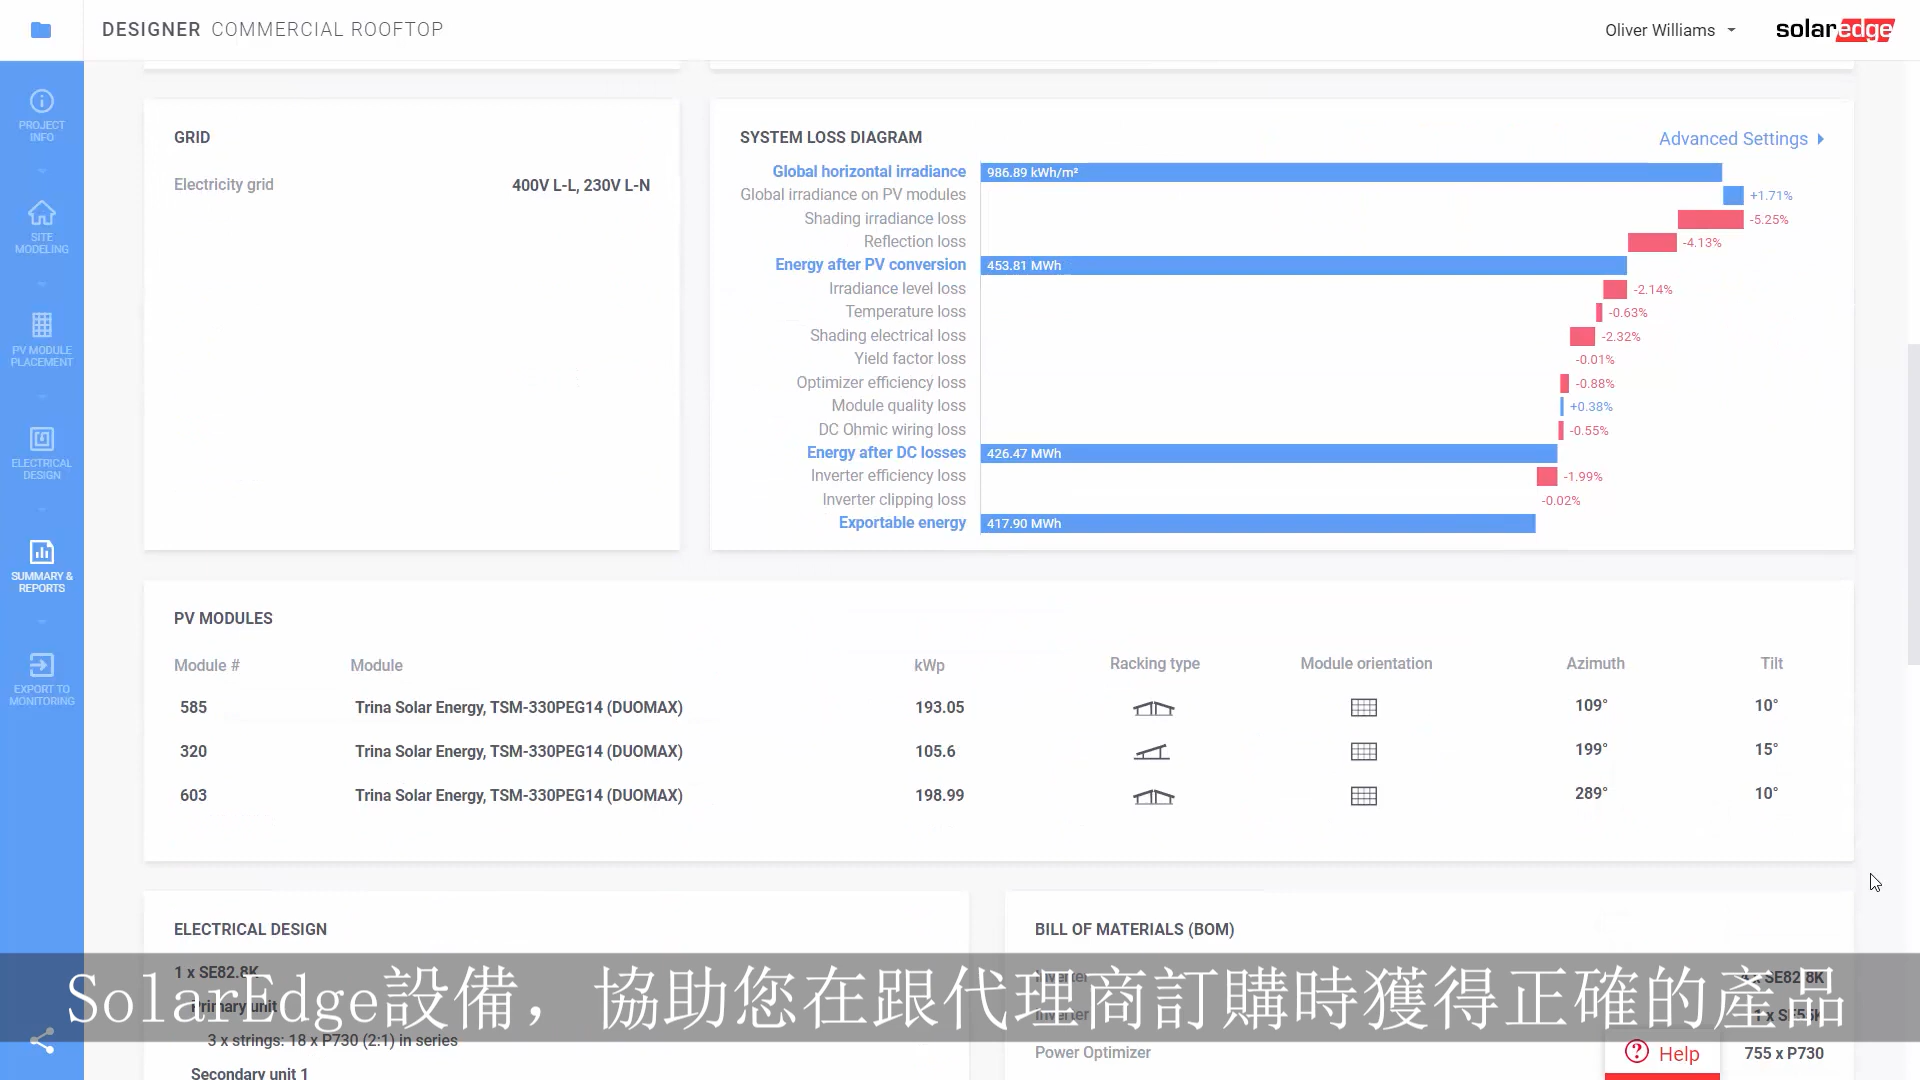 DESIGNER COMMERCIAL ROOFTOP
Oliver Williams
solaredge
PROJECT
INFO
SITE
MODELING
PV MODULE
PLACEMENT
ELECTRICAL
DESIGN
SUMMARY &
REPORTS
EXPORT TO
MONITORING
GRID
Electricity grid 400V L-L, 230V L-N
SYSTEM LOSS DIAGRAM
Advanced Settings
Global horizontal irradiance 986.89 kWh/m²
Global irradiance on PV modules +1.71%
Shading irradiance loss -5.25%
Reflection loss -4.13%
Energy after PV conversion 453.81 MWh
Irradiance level loss -2.14%
Temperature loss -0.63%
Shading electrical loss -2.32%
Yield factor loss -0.01%
Optimizer efficiency loss -0.88%
Module quality loss +0.38%
DC Ohmic wiring loss -0.55%
Energy after DC losses 426.47 MWh
Inverter efficiency loss -1.99%
Inverter clipping loss -0.02%
Exportable energy 417.90 MWh
PV MODULES
Module # Module kWp Racking type Module orientation Azimuth Tilt
585 Trina Solar Energy, TSM-330PEG14 (DUOMAX) 193.05 109° 10°
320 Trina Solar Energy, TSM-330PEG14 (DUOMAX) 105.6 199° 15°
603 Trina Solar Energy, TSM-330PEG14 (DUOMAX) 198.99 289° 10°
ELECTRICAL DESIGN
1 x SE82.8K
Primary unit
3 x strings: 18 x P730 (2:1) in series
Secondary unit 1
BILL OF MATERIALS (BOM)
Inverter x SE82.8K
Inverter 1 x SE55K
Power Optimizer 755 x P730
SolarEdge設備，協助您在跟代理商訂購時獲得正確的產品
Help